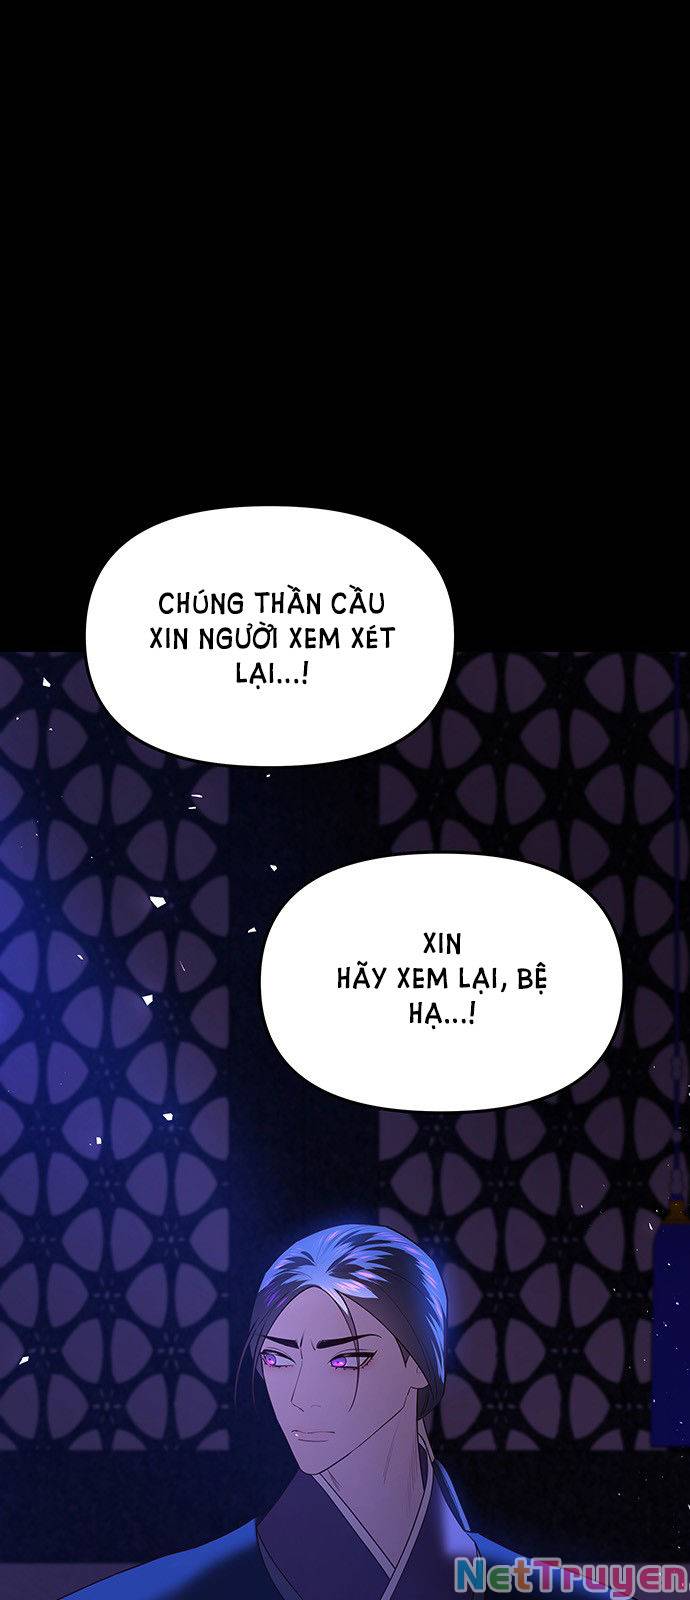 CHÚNG THẦN CẦU
XIN NGƯỜI XEM XÉT
LẠI...!
XIN
HÃY XEM LẠI, BỆ
HẠ...!
NetTruyen